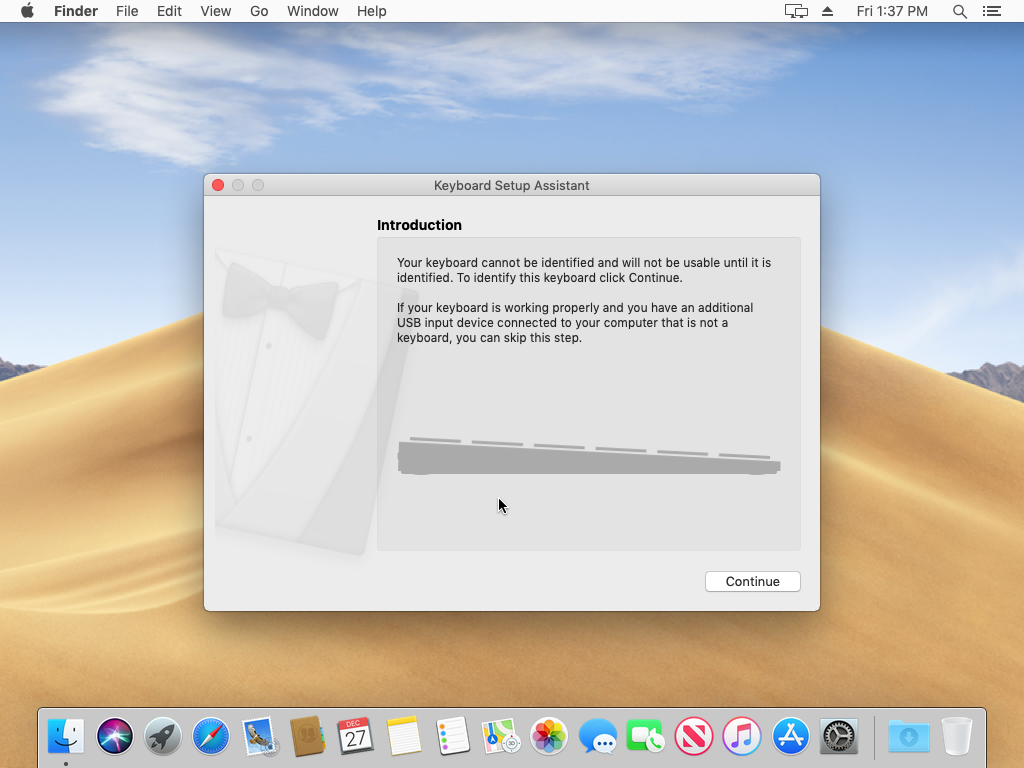 Finder File Edit View Go Window Help Fri 1:37 PM
Keyboard Setup Assistant
Introduction
Your keyboard cannot be identified and will not be usable until it is
identified. To identify this keyboard click Continue.
If your keyboard is working properly and you have an additional
USB input device connected to your computer that is not a
keyboard, you can skip this step.
Continue
DEC
27
3D